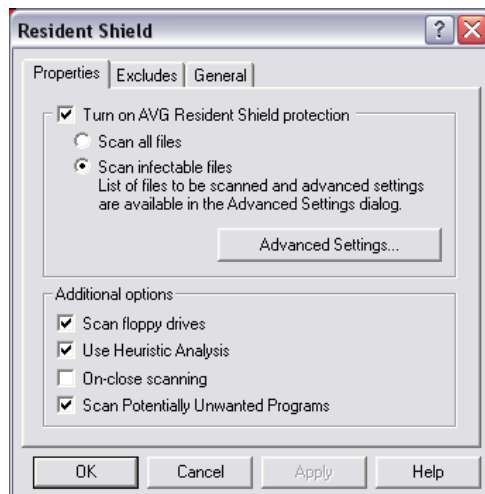 Resident Shield
Properties Excludes General
Turn on AVG Resident Shield protection
Scan all files
Scan infectable files
List of files to be scanned and advanced settings
are available in the Advanced Settings dialog.
Advanced Settings...
Additional options
Scan floppy drives
Use Heuristic Analysis
On-close scanning
Scan Potentially Unwanted Programs
OK Cancel Apply Help